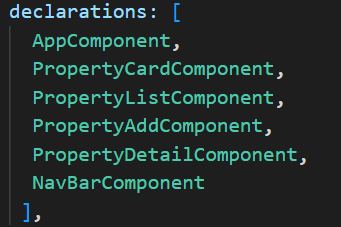 declarations: [
AppComponent,
PropertyCardComponent,
PropertyListComponent,
PropertyAddComponent,
PropertyDetailComponent,
NavBarComponent
],